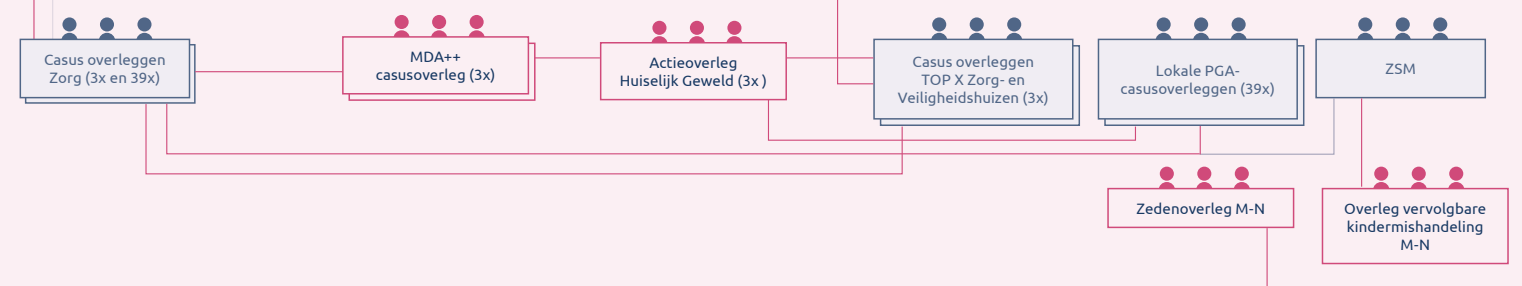 Casus overleggen
Zorg (3x en 39x)
MDA++
casusoverleg (3x)
Actieoverleg
Huiselijk Geweld (3x )
Casus overleggen
TOP X Zorg- en
Veiligheidshuizen (3x)
Lokale PGA-
casusoverleggen (39x)
ZSM
Zedenoverleg M-N
Overleg vervolgbare
kindermishandeling
M-N